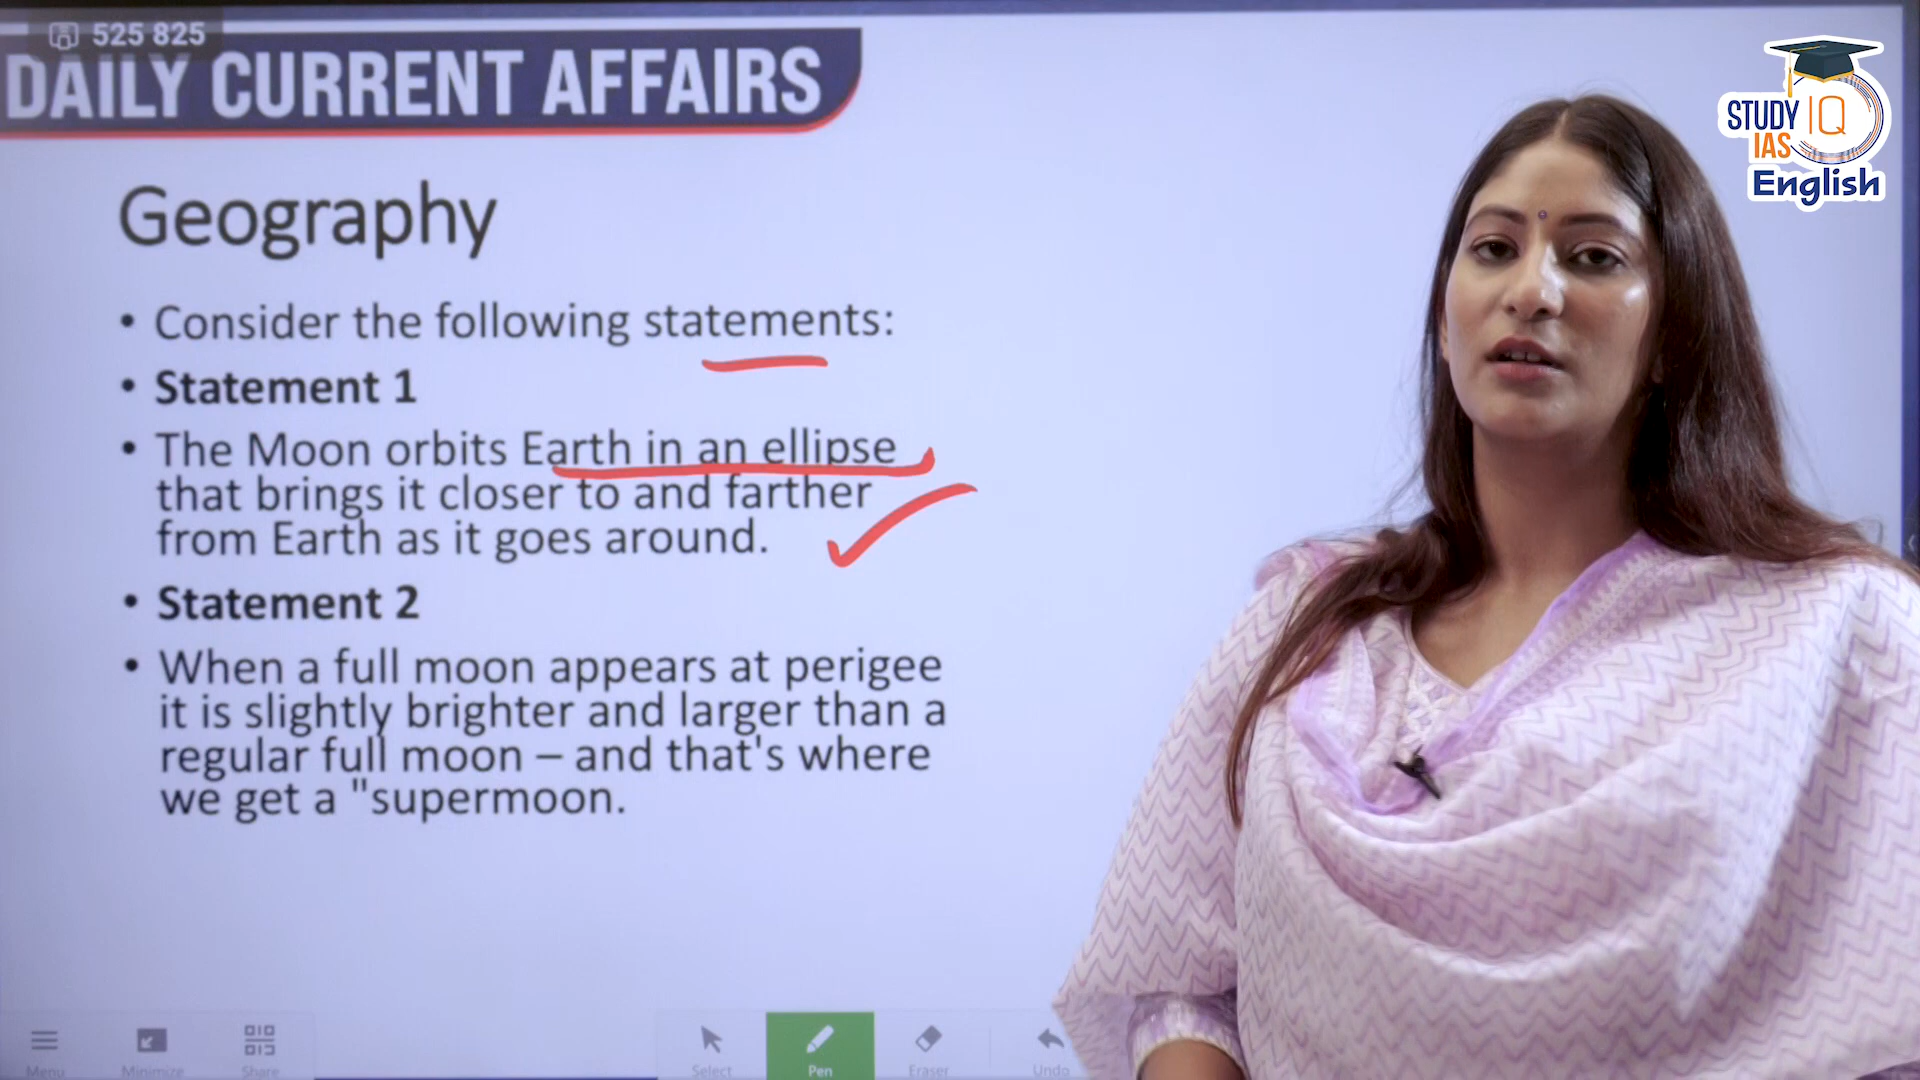 525 825
DAILY CURRENT AFFAIRS
STUDY IQ
IAS
English
Geography
• Consider the following statements:
• Statement 1
• The Moon orbits Earth in an ellipse
that brings it closer to and farther
from Earth as it goes around.
• Statement 2
• When a full moon appears at perigee
it is slightly brighter and larger than a
regular full moon – and that's where
we get a "supermoon.
Menu
Minimize
Share
Select
Pen
Eraser
Undo